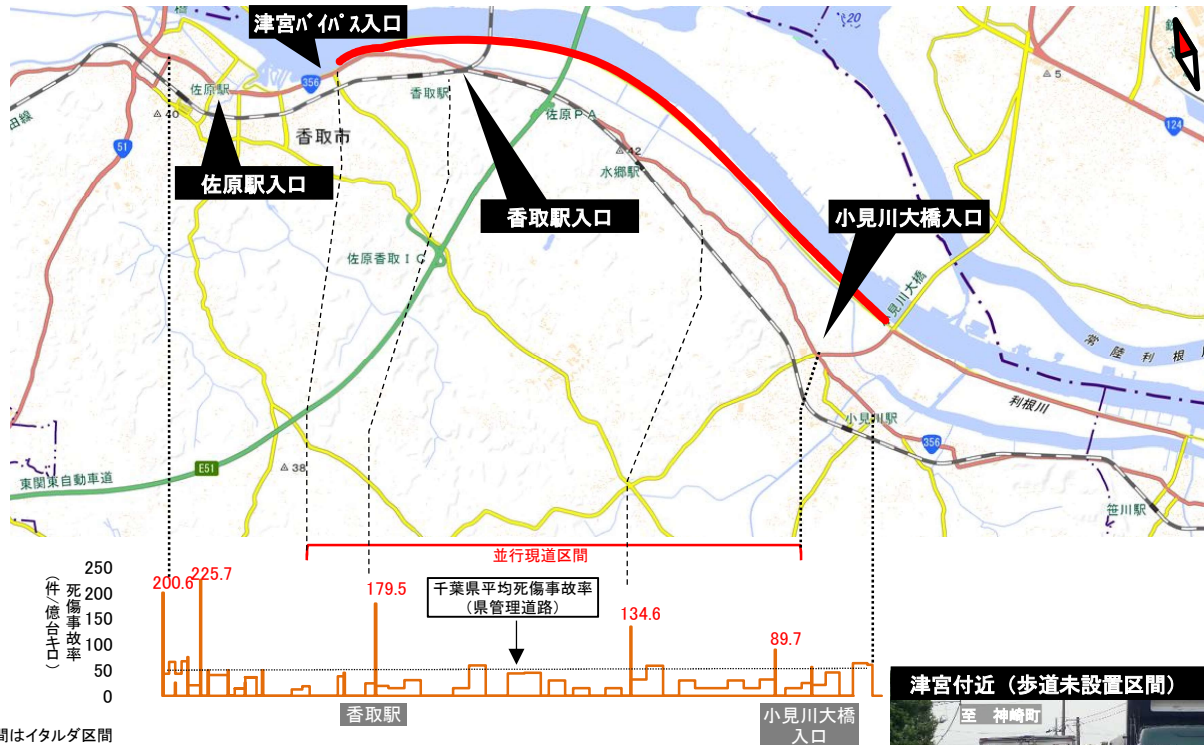 津宮バイパス入口
20
5
佐原駅
356
香取駅
124
佐原PA
田線
40
51
香取市
42
水郷駅
佐原駅入口
香取駅入口
小見川大橋入口
佐原香取IC
見川大橋
常陸利根
利根川
小見川駅
356
38
E51
東関東自動車道
笹川駅
並行現道区間
死傷事故率
(件/億台キロ)
250
200
150
100
50
0
200.6
225.7
179.5
千葉県平均死傷事故率
(県管理道路)
134.6
89.7
香取駅
小見川大橋
入口
津宮付近(歩道未設置区間)
至 神崎町
間はイタルダ区間